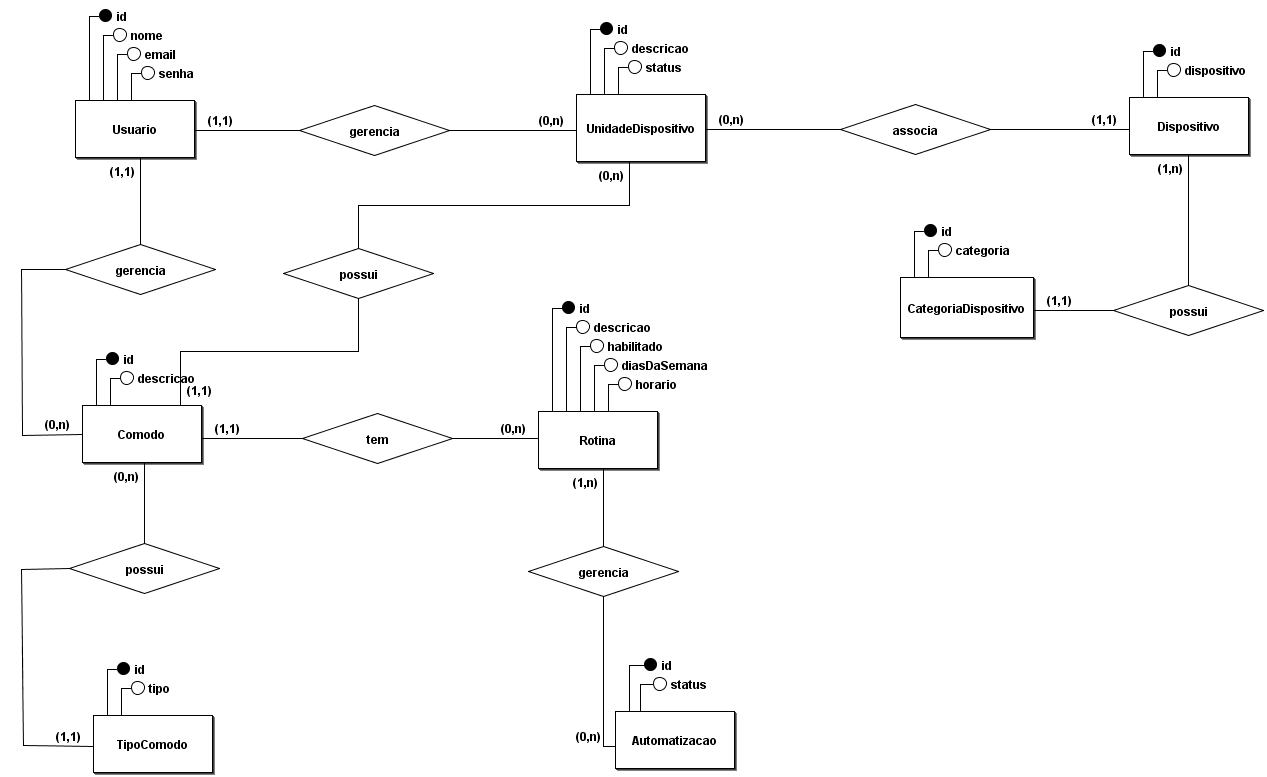 id
nome
email
senha
Usuario
(1,1)
gerencia
(0,n)
id
descricao
status
UnidadeDispositivo
(0,n)
associa
(1,1)
id
dispositivo
Dispositivo
(1,1)
(0,n)
(1,n)
gerencia
possui
id
categoria
CategoriaDispositivo
(1,1)
possui
id
descricao
(1,1)
(0,n)
Comodo
(1,1)
tem
(0,n)
id
descricao
habilitado
diasDaSemana
horario
Rotina
(0,n)
(1,n)
possui
gerencia
id
tipo
(1,1)
TipoComodo
id
status
(0,n)
Automatizacao